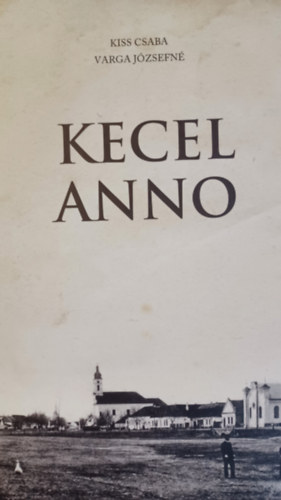 KISS CSABA
VARGA JÓZSEFNÉ
KECEL
ANNO